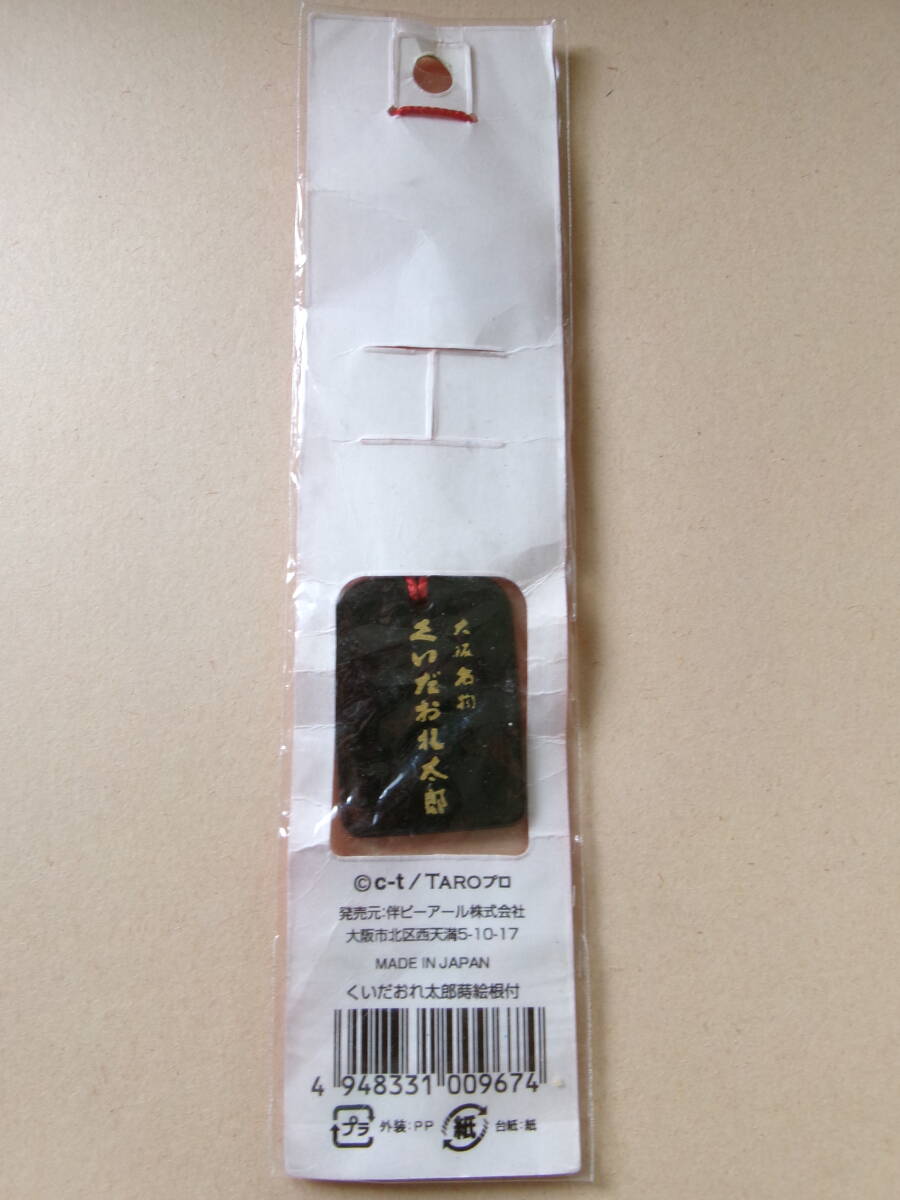 大阪名物
くいだおれ太郎
©c-t/TAROプロ
発売元:伴ピーアール株式会社
大阪市北区西天満5-10-17
MADE IN JAPAN
くいだおれ太郎蒔絵根付
4 948331 009674
プラ 外装:PP 紙 台紙:紙